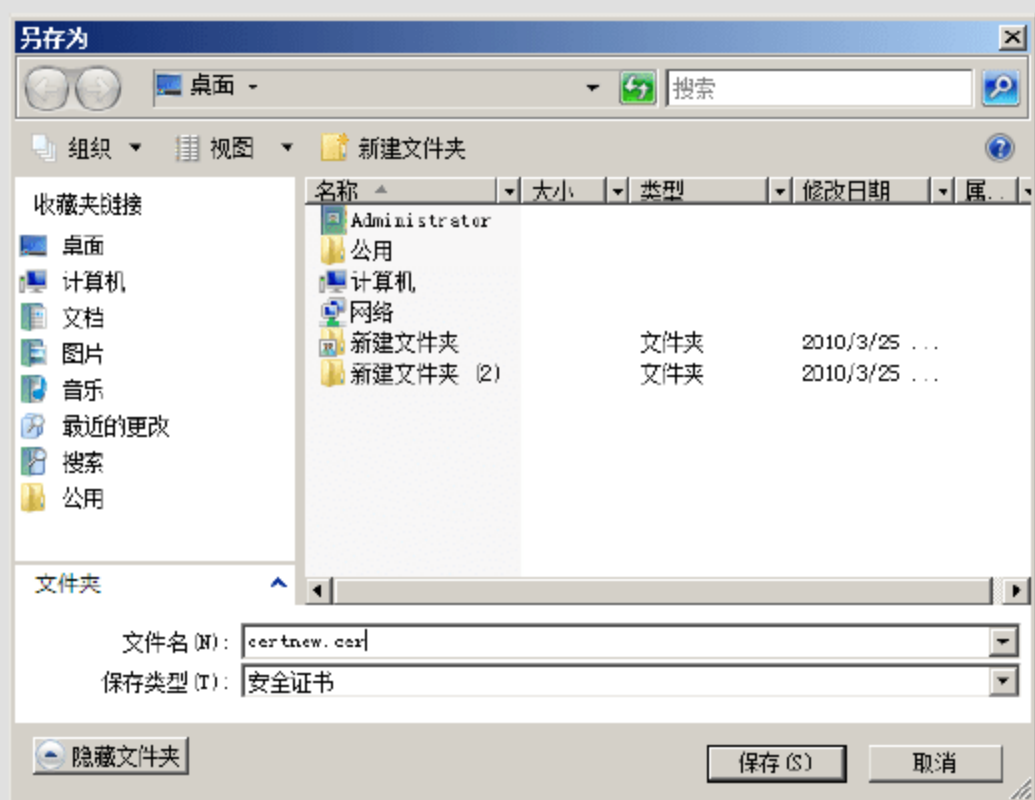 另存为
桌面
搜索
组织 视图 新建文件夹
收藏夹链接
桌面
计算机
文档
图片
音乐
最近的更改
搜索
公用
文件夹
名称 大小 类型 修改日期 属...
Administrator
公用
计算机
网络
新建文件夹 文件夹 2010/3/25 ...
新建文件夹 (2) 文件夹 2010/3/25 ...
文件名(N): certnew.cer
保存类型(T): 安全证书
隐藏文件夹 保存(S) 取消